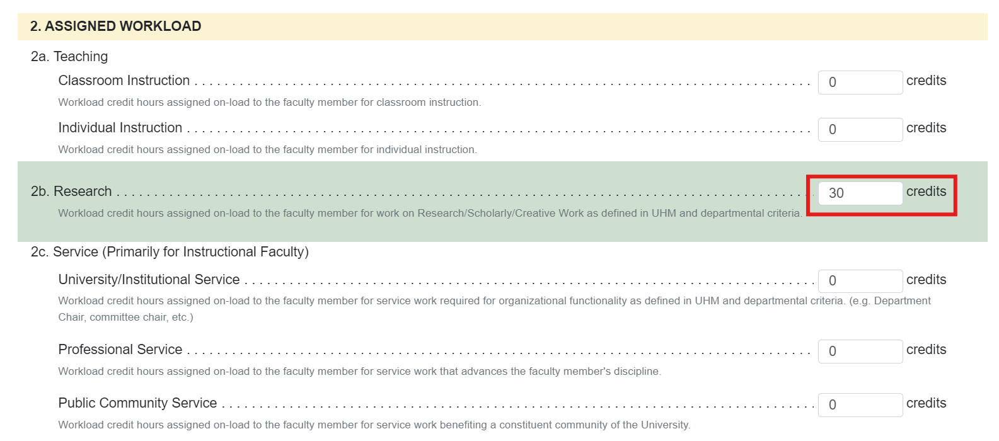 2. ASSIGNED WORKLOAD
2a. Teaching
Classroom Instruction . . . . . . . . . . . . . . . . . . . . . . . . . . . . . . . . . . . . . . . . . . . . . . . . . . . . . . . . . . . . . . . . . . . . . . . . . . . . . . . . . . 0 credits
Workload credit hours assigned on-load to the faculty member for classroom instruction.
Individual Instruction . . . . . . . . . . . . . . . . . . . . . . . . . . . . . . . . . . . . . . . . . . . . . . . . . . . . . . . . . . . . . . . . . . . . . . . . . . . . . . . . . . . 0 credits
Workload credit hours assigned on-load to the faculty member for individual instruction.
2b. Research . . . . . . . . . . . . . . . . . . . . . . . . . . . . . . . . . . . . . . . . . . . . . . . . . . . . . . . . . . . . . . . . . . . . . . . . . . . . . . . . . . . . . . . . . . . . 30 credits
Workload credit hours assigned on-load to the faculty member for work on Research/Scholarly/Creative Work as defined in UHM and departmental criteria.
2c. Service (Primarily for Instructional Faculty)
University/Institutional Service . . . . . . . . . . . . . . . . . . . . . . . . . . . . . . . . . . . . . . . . . . . . . . . . . . . . . . . . . . . . . . . . . . . . . . . . . . . . 0 credits
Workload credit hours assigned on-load to the faculty member for service work required for organizational functionality as defined in UHM and departmental criteria. (e.g. Department
Chair, committee chair, etc.)
Professional Service . . . . . . . . . . . . . . . . . . . . . . . . . . . . . . . . . . . . . . . . . . . . . . . . . . . . . . . . . . . . . . . . . . . . . . . . . . . . . . . . . . . 0 credits
Workload credit hours assigned on-load to the faculty member for service work that advances the faculty member's discipline.
Public Community Service . . . . . . . . . . . . . . . . . . . . . . . . . . . . . . . . . . . . . . . . . . . . . . . . . . . . . . . . . . . . . . . . . . . . . . . . . . . . . . . 0 credits
Workload credit hours assigned on-load to the faculty member for service work benefiting a constituent community of the University.